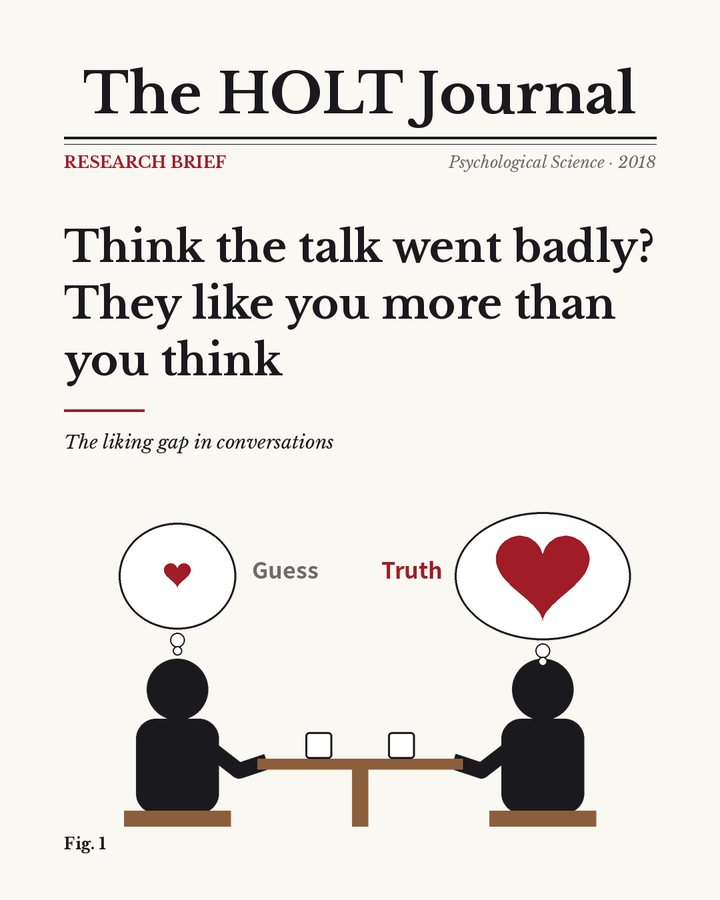 The HOLT Journal
RESEARCH BRIEF
Psychological Science · 2018
Think the talk went badly?
They like you more than
you think
The liking gap in conversations
Guess
Truth
Fig. 1